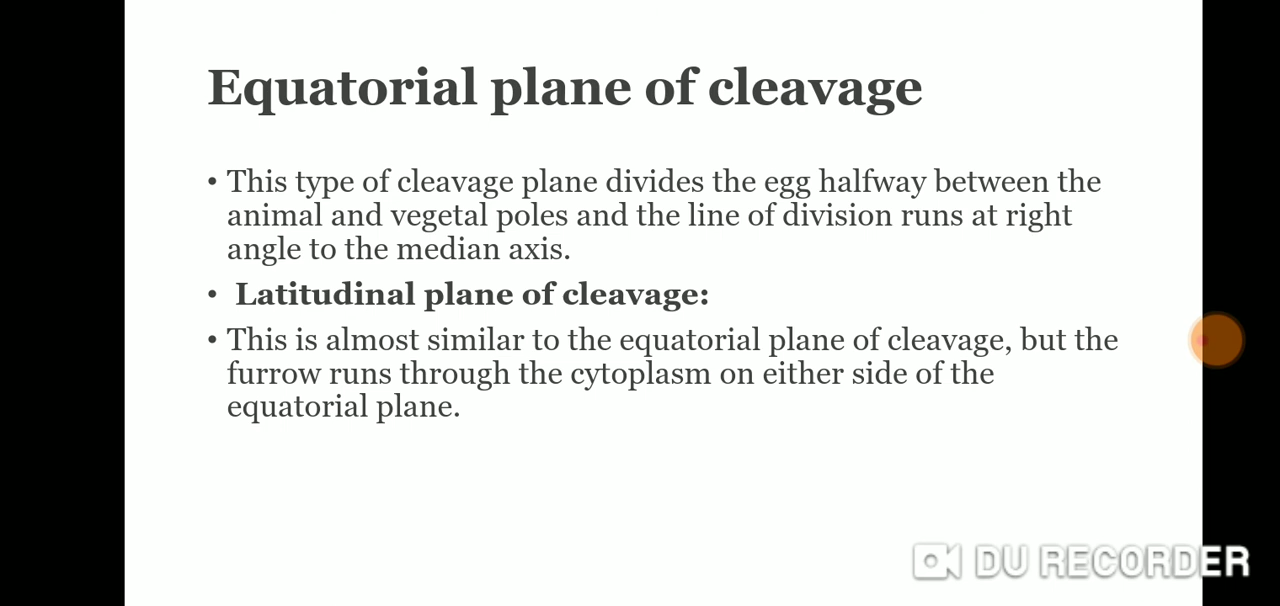 Equatorial plane of cleavage
• This type of cleavage plane divides the egg halfway between the
animal and vegetal poles and the line of division runs at right
angle to the median axis.
• Latitudinal plane of cleavage:
• This is almost similar to the equatorial plane of cleavage, but the
furrow runs through the cytoplasm on either side of the
equatorial plane.
DU RECORDER